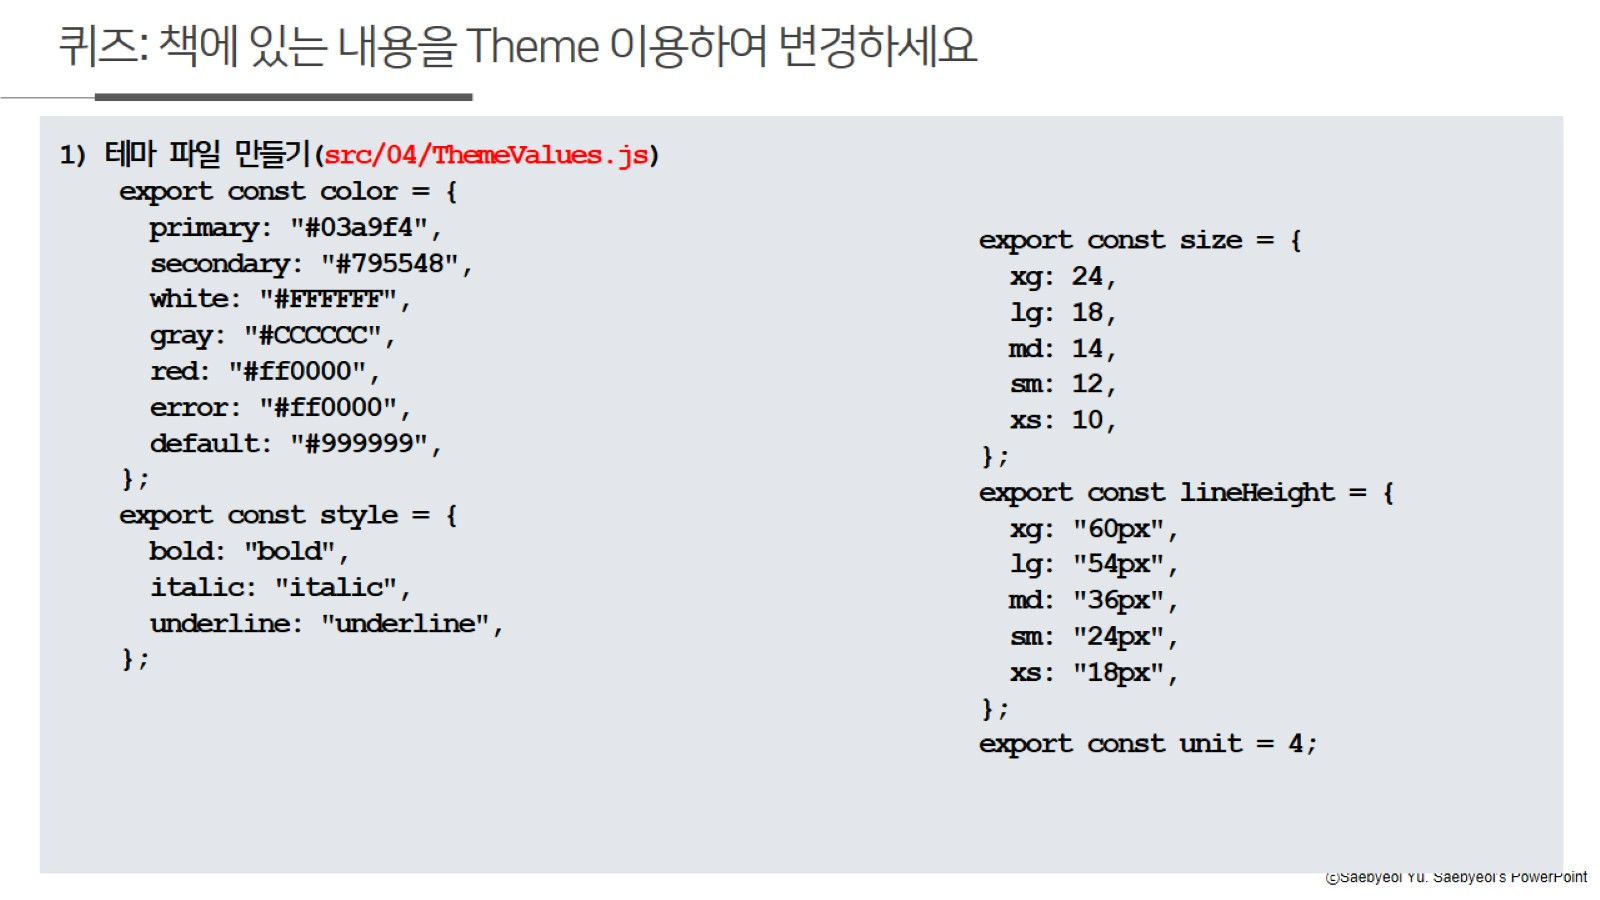 퀴즈: 책에 있는 내용을 Theme 이용하여 변경하세요
1) 테마 파일 만들기(src/04/ThemeValues.js)
export const color = {
primary: "#03a9f4",
secondary: "#795548",
white: "#FFFFFF",
gray: "#CCCCCC",
red: "#ff0000",
error: "#ff0000",
default: "#999999",
};
export const style = {
bold: "bold",
italic: "italic",
underline: "underline",
};
export const size = {
xg: 24,
lg: 18,
md: 14,
sm: 12,
xs: 10,
};
export const lineHeight = {
xg: "60px",
lg: "54px",
md: "36px",
sm: "24px",
xs: "18px",
};
export const unit = 4;
ⓒSaebyeol Yu. Saebyeol's PowerPoint